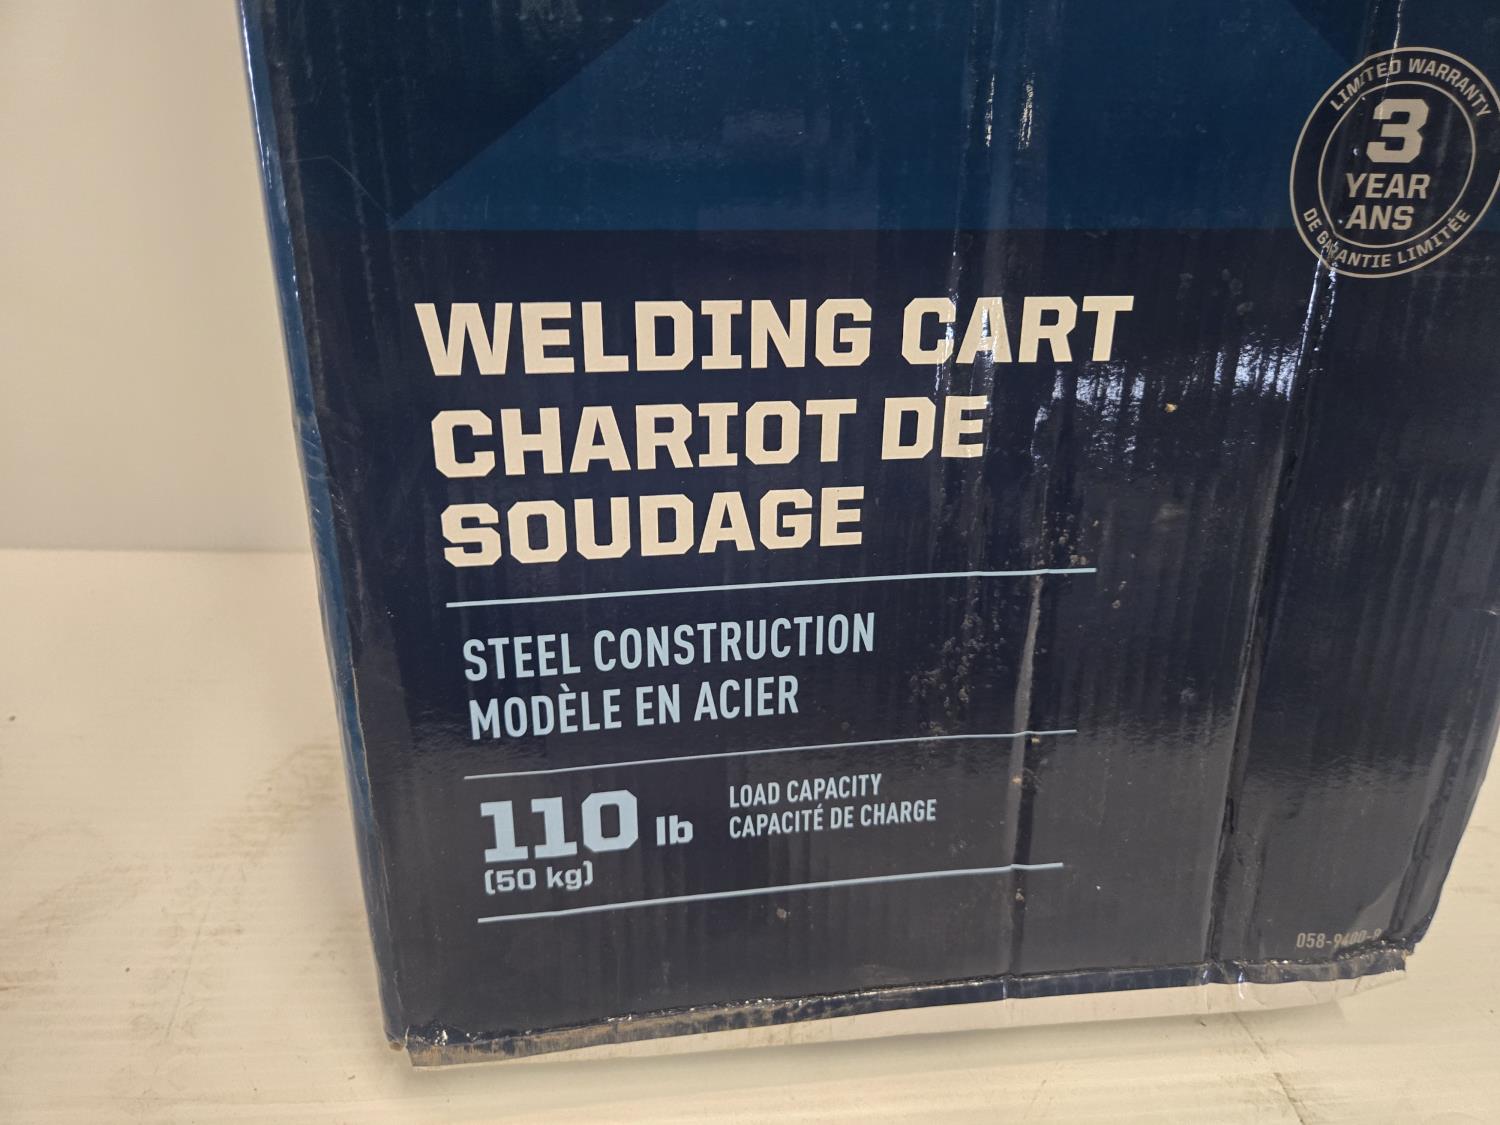 LIMITED WARRANTY
3
YEAR
ANS
DE GARANTIE LIMITÉE
WELDING CART
CHARIOT DE
SOUDAGE
STEEL CONSTRUCTION
MODÈLE EN ACIER
110 lb
(50 kg)
LOAD CAPACITY
CAPACITÉ DE CHARGE